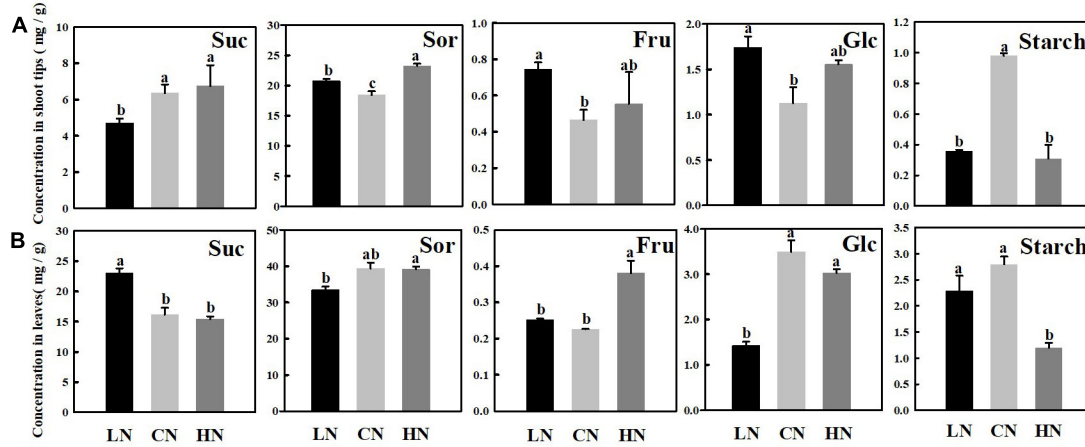 A
Concentration in shoot tips ( mg / g)
10
8
6
4
2
0
Suc
b
a
a
30
25
20
15
10
5
0
Sor
b
c
a
1.0
0.8
0.6
0.4
0.2
0.0
Fru
a
b
ab
2.0
1.5
1.0
0.5
0.0
Glc
a
b
ab
1.2
1.0
0.8
0.6
0.4
0.2
0.0
Starch
b
a
b
B
Concentration in leaves( mg / g)
30
25
20
15
10
5
0
Suc
a
b
b
LN CN HN
50
40
30
20
10
0
Sor
b
ab
a
LN CN HN
0.5
0.4
0.3
0.2
0.1
0.0
Fru
b
b
a
LN CN HN
4.0
3.0
2.0
1.0
0.0
Glc
b
a
a
LN CN HN
3.5
3.0
2.5
2.0
1.5
1.0
0.5
0.0
Starch
a
a
b
LN CN HN